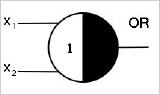 X₁ OR
1
X₂